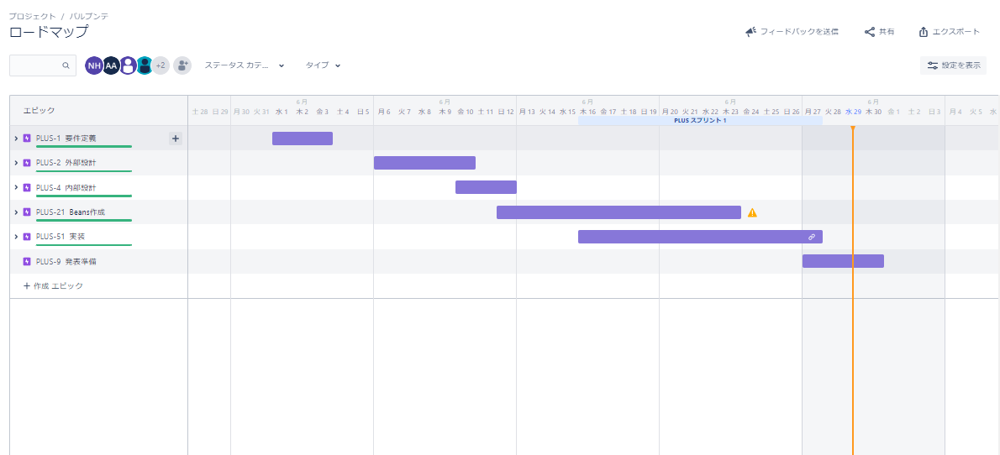 プロジェクト / バルブンテ
ロードマップ
フィードバックを送信 共有 エクスポート
NH AA +2 ステータス カテ... タイプ 設定を表示
エピック
6月 6月 6月 6月 6月
土 28 日 29 月 30 火 31 水 1 木 2 金 3 土 4 日 5 月 6 火 7 水 8 木 9 金 10 土 11 日 12 月 13 火 14 水 15 木 16 金 17 土 18 日 19 月 20 火 21 水 22 木 23 金 24 土 25 日 26 月 27 火 28 水 29 木 30 金 1 土 2 日 3 月 4 火 5 水
PLUS スプリント 1
PLUS-1 要件定義 +
PLUS-2 外部設計
PLUS-4 内部設計
PLUS-21 Beans作成
PLUS-51 実装
PLUS-9 発表準備
+ 作成 エピック